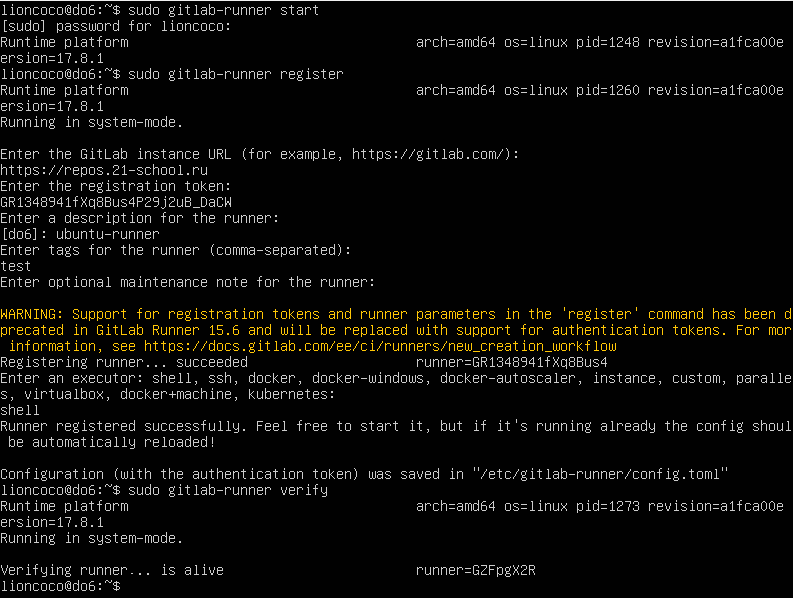 lioncoco@do6:~$ sudo gitlab-runner start
[sudo] password for lioncoco:
Runtime platform                                    arch=amd64 os=linux pid=1248 revision=a1fca00e
ersion=17.8.1
lioncoco@do6:~$ sudo gitlab-runner register
Runtime platform                                    arch=amd64 os=linux pid=1260 revision=a1fca00e
ersion=17.8.1
Running in system-mode.
Enter the GitLab instance URL (for example, https://gitlab.com/):
https://repos.21-school.ru
Enter the registration token:
GR1348941fXq8Bus4P29j2uB_DaCW
Enter a description for the runner:
[do6]: ubuntu-runner
Enter tags for the runner (comma-separated):
test
Enter optional maintenance note for the runner:
WARNING: Support for registration tokens and runner parameters in the 'register' command has been d
precated in GitLab Runner 15.6 and will be replaced with support for authentication tokens. For mor
 information, see https://docs.gitlab.com/ee/ci/runners/new_creation_workflow
Registering runner... succeeded                     runner=GR1348941fXq8Bus4
Enter an executor: shell, ssh, docker, docker-windows, docker-autoscaler, instance, custom, paralle
s, virtualbox, docker+machine, kubernetes:
shell
Runner registered successfully. Feel free to start it, but if it's running already the config shoul
 be automatically reloaded!
Configuration (with the authentication token) was saved in "/etc/gitlab-runner/config.toml"
lioncoco@do6:~$ sudo gitlab-runner verify
Runtime platform                                    arch=amd64 os=linux pid=1273 revision=a1fca00e
ersion=17.8.1
Running in system-mode.
Verifying runner... is alive                        runner=GZFpgX2R
lioncoco@do6:~$